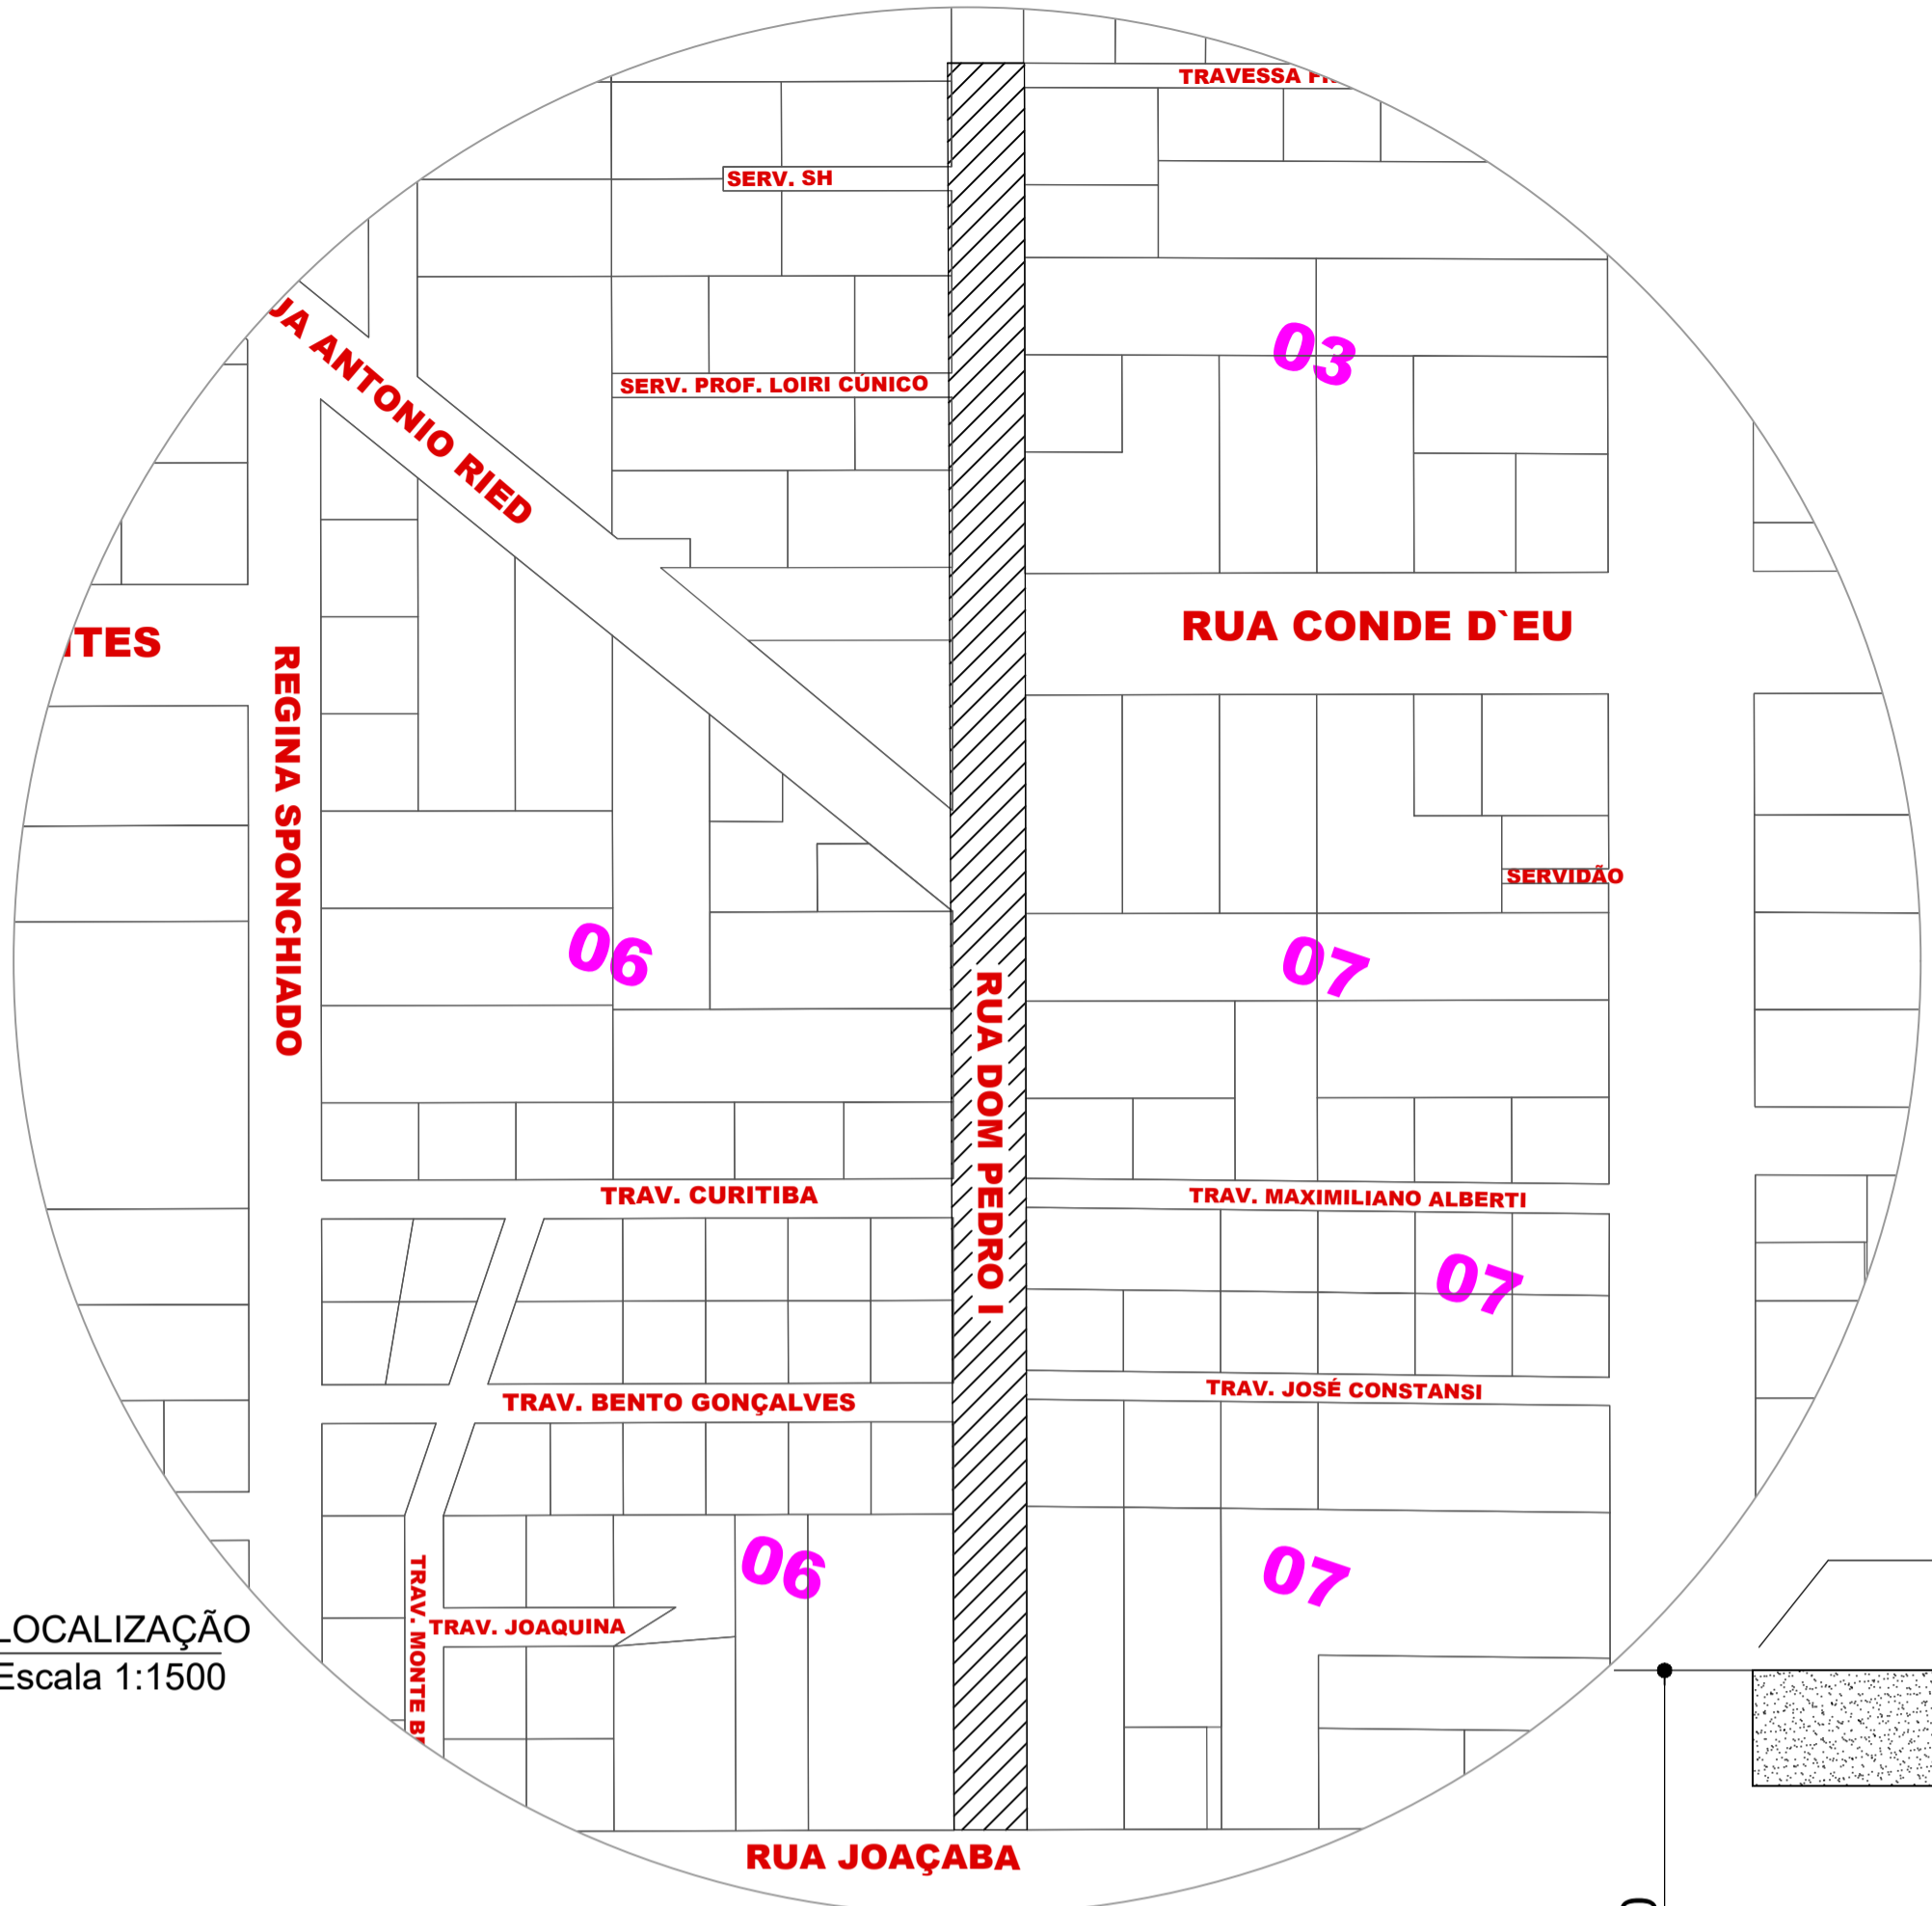 TRAVESSA
SERV. SH
03
ANTONIO RIED
SERV. PROF. LOIRI CÚNICO
RUA CONDE D`EU
REGINA SPONCHIADO
SERVIDÃO
06
07
RUA DOM PEDRO I
TRAV. CURITIBA
TRAV. MAXIMILIANO ALBERTI
07
TRAV. BENTO GONÇALVES
TRAV. JOSÉ CONSTANSI
06
07
TRAV. MONTE
TRAV. JOAQUINA
LOCALIZAÇÃO
Escala 1:1500
RUA JOAÇABA